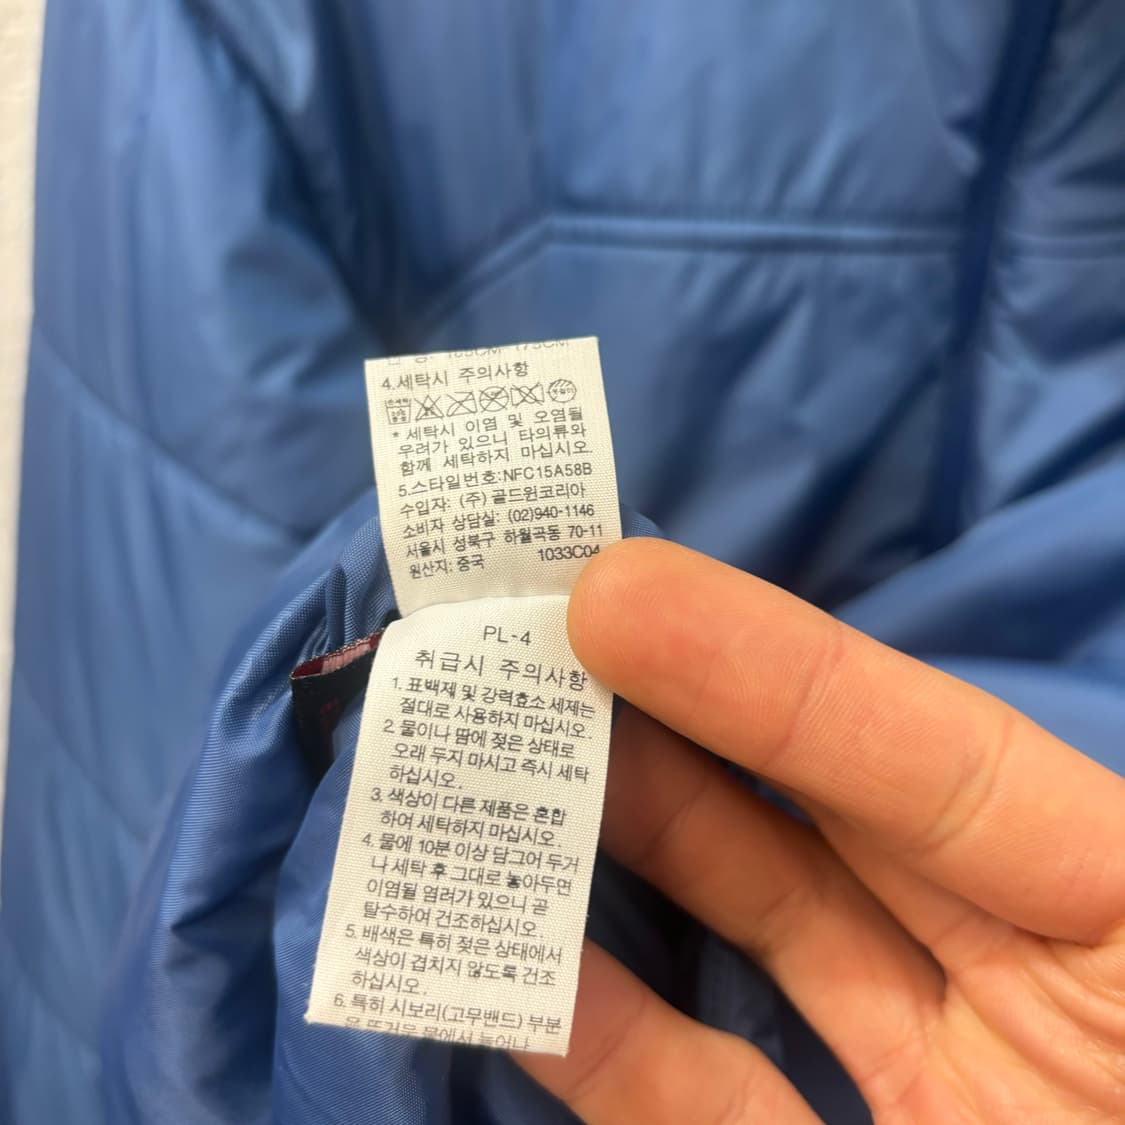 165CM 175CM
4.세탁시 주의사항
* 세탁시 이염 및 오염될
우려가 있으니 타의류와
함께 세탁하지 마십시오.
5.스타일번호:NFC15A58B
수입자: (주) 골드윈코리아
소비자 상담실: (02)940-1146
서울시 성북구 하월곡동 70-11
원산지: 중국 1033C04
PL-4
취급시 주의사항
1. 표백제 및 강력효소 세제는
절대로 사용하지 마십시오.
2. 물이나 땀에 젖은 상태로
오래 두지 마시고 즉시 세탁
하십시오.
3. 색상이 다른 제품은 혼합
하여 세탁하지 마십시오.
4. 물에 10분 이상 담그어 두거
나 세탁 후 그대로 놓아두면
이염될 염려가 있으니 곧
탈수하여 건조하십시오.
5. 배색은 특히 젖은 상태에서
색상이 겹치지 않도록 건조
하십시오.
6. 특히 시보리(고무밴드) 부분
은 뜨거운 물에서 늘어나